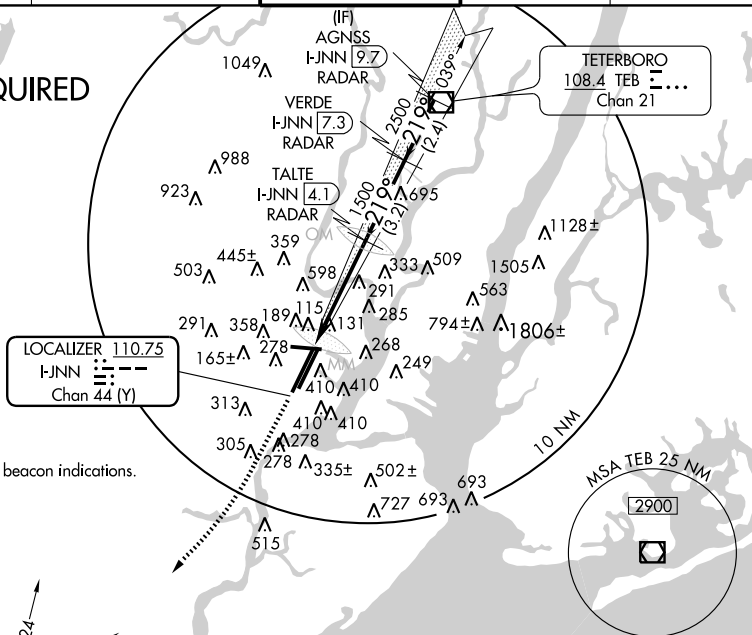 (IF)
AGNSS
I-JNN 9.7
RADAR
QUIRED
1049
TETERBORO
108.4 TEB
Chan 21
039°
2500
219°
(2.4)
VERDE
I-JNN 7.3
RADAR
988
923
TALTE
I-JNN 4.1
RADAR
1500
219°
(3.2)
695
OM
1128±
1505
359
445±
503
598
333
509
291
285
563
794±
1806±
189
115
131
291
358
165±
278
268
249
MM
LOCALIZER 110.75
I-JNN
Chan 44 (Y)
410
410
410
410
313
305
278
278
335±
502±
727
693
693
515
10 NM
beacon indications.
MSA TEB 25 NM
2900
24